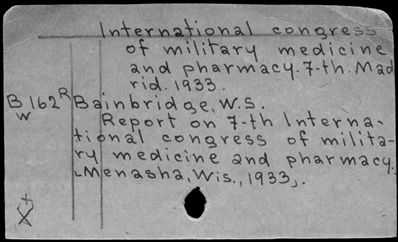 International congress
of military medicine
and pharmacy. 7-th. Mad
rid. 1933.
B162R Bainbridge, W.S.
w Report on 7-th Interna-
tional congress of milita-
ry medicine and pharmacy.
Menasha, Wis., 1933.